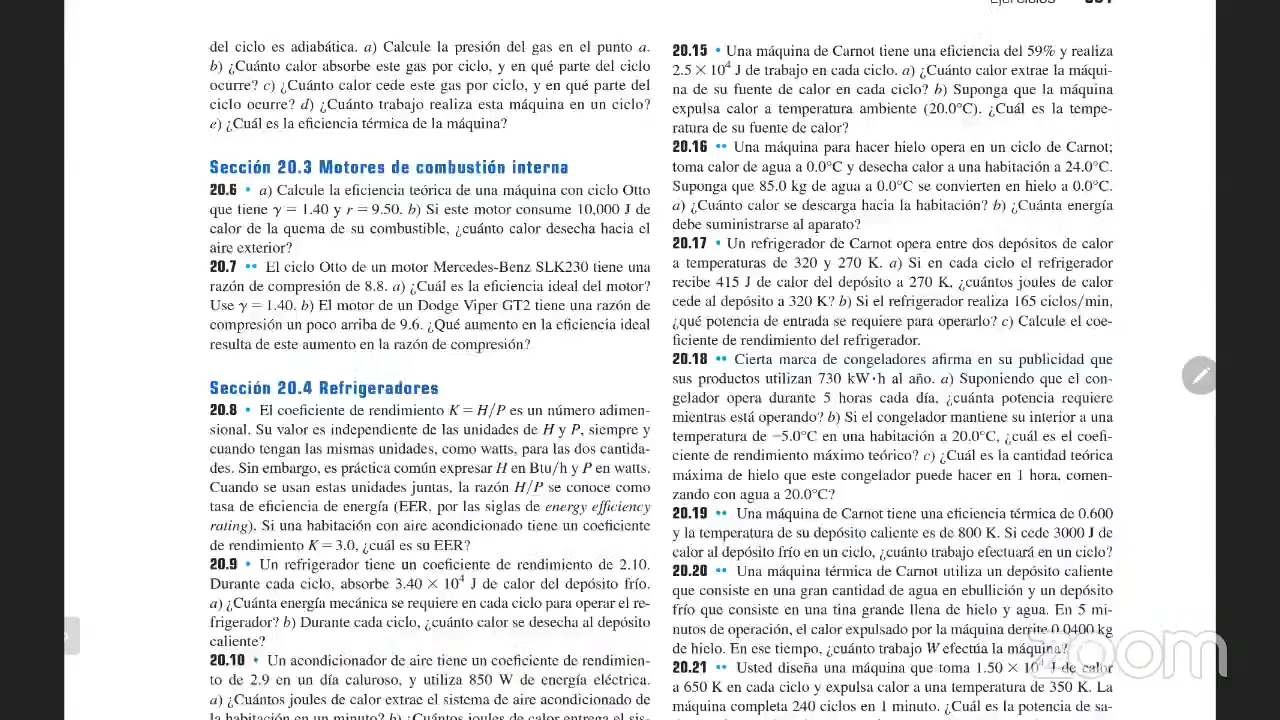 del ciclo es adiabática. a) Calcule la presión del gas en el punto a.
b) ¿Cuánto calor absorbe este gas por ciclo, y en qué parte del ciclo
ocurre? c) ¿Cuánto calor cede este gas por ciclo, y en qué parte del
ciclo ocurre? d) ¿Cuánto trabajo realiza esta máquina en un ciclo?
e) ¿Cuál es la eficiencia térmica de la máquina?
Sección 20.3 Motores de combustión interna
20.6 • a) Calcule la eficiencia teórica de una máquina con ciclo Otto
que tiene γ = 1.40 y r = 9.50. b) Si este motor consume 10,000 J de
calor de la quema de su combustible, ¿cuánto calor desecha hacia el
aire exterior?
20.7 •• El ciclo Otto de un motor Mercedes-Benz SLK230 tiene una
razón de compresión de 8.8. a) ¿Cuál es la eficiencia ideal del motor?
Use γ = 1.40. b) El motor de un Dodge Viper GT2 tiene una razón de
compresión un poco arriba de 9.6. ¿Qué aumento en la eficiencia ideal
resulta de este aumento en la razón de compresión?
Sección 20.4 Refrigeradores
20.8 • El coeficiente de rendimiento K = H/P es un número adimen-
sional. Su valor es independiente de las unidades de H y P, siempre y
cuando tengan las mismas unidades, como watts, para las dos cantida-
des. Sin embargo, es práctica común expresar H en Btu/h y P en watts.
Cuando se usan estas unidades juntas, la razón H/P se conoce como
tasa de eficiencia de energía (EER, por las siglas de energy efficiency
rating). Si una habitación con aire acondicionado tiene un coeficiente
de rendimiento K = 3.0, ¿cuál es su EER?
20.9 • Un refrigerador tiene un coeficiente de rendimiento de 2.10.
Durante cada ciclo, absorbe 3.40 × 10⁴ J de calor del depósito frío.
a) ¿Cuánta energía mecánica se requiere en cada ciclo para operar el re-
frigerador? b) Durante cada ciclo, ¿cuánto calor se desecha al depósito
caliente?
20.10 • Un acondicionador de aire tiene un coeficiente de rendimien-
to de 2.9 en un día caluroso, y utiliza 850 W de energía eléctrica.
a) ¿Cuántos joules de calor extrae el sistema de aire acondicionado de
la habitación en un minuto? b) ¿Cuántos joules de calor entrega el sis-
20.15 • Una máquina de Carnot tiene una eficiencia del 59% y realiza
2.5 × 10⁴ J de trabajo en cada ciclo. a) ¿Cuánto calor extrae la máqui-
na de su fuente de calor en cada ciclo? b) Suponga que la máquina
expulsa calor a temperatura ambiente (20.0°C). ¿Cuál es la tempe-
ratura de su fuente de calor?
20.16 •• Una máquina para hacer hielo opera en un ciclo de Carnot;
toma calor de agua a 0.0°C y desecha calor a una habitación a 24.0°C.
Suponga que 85.0 kg de agua a 0.0°C se convierten en hielo a 0.0°C.
a) ¿Cuánto calor se descarga hacia la habitación? b) ¿Cuánta energía
debe suministrarse al aparato?
20.17 • Un refrigerador de Carnot opera entre dos depósitos de calor
a temperaturas de 320 y 270 K. a) Si en cada ciclo el refrigerador
recibe 415 J de calor del depósito a 270 K, ¿cuántos joules de calor
cede al depósito a 320 K? b) Si el refrigerador realiza 165 ciclos/min,
¿qué potencia de entrada se requiere para operarlo? c) Calcule el coe-
ficiente de rendimiento del refrigerador.
20.18 •• Cierta marca de congeladores afirma en su publicidad que
sus productos utilizan 730 kW·h al año. a) Suponiendo que el con-
gelador opera durante 5 horas cada día, ¿cuánta potencia requiere
mientras está operando? b) Si el congelador mantiene su interior a una
temperatura de −5.0°C en una habitación a 20.0°C, ¿cuál es el coefi-
ciente de rendimiento máximo teórico? c) ¿Cuál es la cantidad teórica
máxima de hielo que este congelador puede hacer en 1 hora, comen-
zando con agua a 20.0°C?
20.19 •• Una máquina de Carnot tiene una eficiencia térmica de 0.600
y la temperatura de su depósito caliente es de 800 K. Si cede 3000 J de
calor al depósito frío en un ciclo, ¿cuánto trabajo efectuará en un ciclo?
20.20 •• Una máquina térmica de Carnot utiliza un depósito caliente
que consiste en una gran cantidad de agua en ebullición y un depósito
frío que consiste en una tina grande llena de hielo y agua. En 5 mi-
nutos de operación, el calor expulsado por la máquina derrite 0.0400 kg
de hielo. En ese tiempo, ¿cuánto trabajo W efectúa la máquina?
20.21 •• Usted diseña una máquina que toma 1.50 × 10⁴ J de calor
a 650 K en cada ciclo y expulsa calor a una temperatura de 350 K. La
máquina completa 240 ciclos en 1 minuto. ¿Cuál es la potencia de sa-
zoom